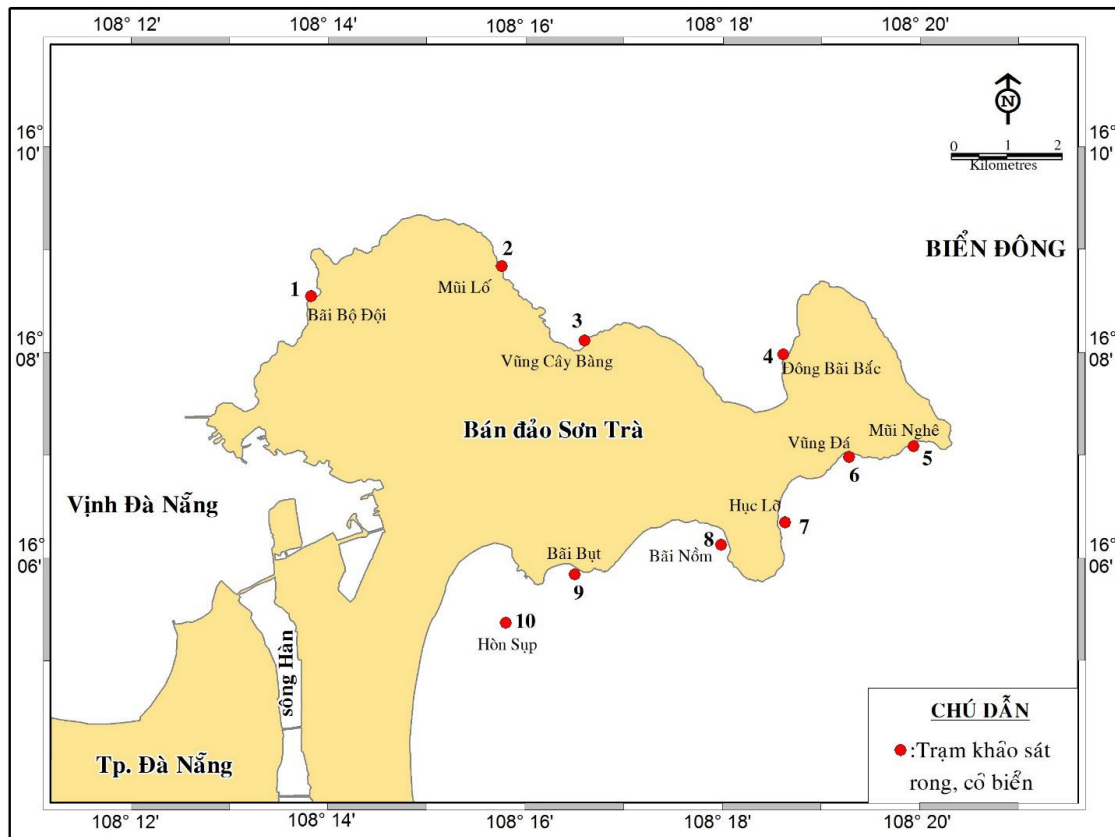 108° 12' 108° 14' 108° 16' 108° 18' 108° 20'
N
0 1 2
Kilometres
16°
10'
16°
10'
BIỂN ĐÔNG
2
Mũi Lố
1
Bãi Bộ Đội
3
Vũng Cây Bàng
16°
08'
16°
08'
4
Đông Bãi Bấc
Bán đảo Sơn Trà
Mũi Nghê
5
Vũng Đá
6
Vịnh Đà Nẵng
Hục Lỡ
7
8
Bãi Nồm
16°
06'
16°
06'
Bãi Bụt
9
10
Hòn Sụp
sông Hàn
Tp. Đà Nẵng
CHÚ DẪN
:Trạm khảo sát
rong, cỏ biển
108° 12' 108° 14' 108° 16' 108° 18' 108° 20'